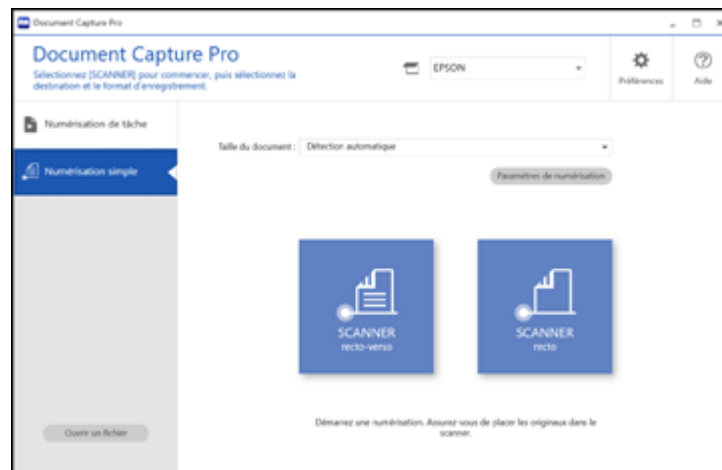 Document Capture Pro
Document Capture Pro
Sélectionnez [SCANNER] pour commencer, puis sélectionnez la
destination et le format d'enregistrement.
EPSON
Préférences
Aide
Numérisation de tâche
Numérisation simple
Taille du document :
Détection automatique
Paramètres de numérisation
SCANNER
recto-verso
SCANNER
recto
Démarrez une numérisation. Assurez-vous de placer les originaux dans le
scanner.
Ouvrir un fichier